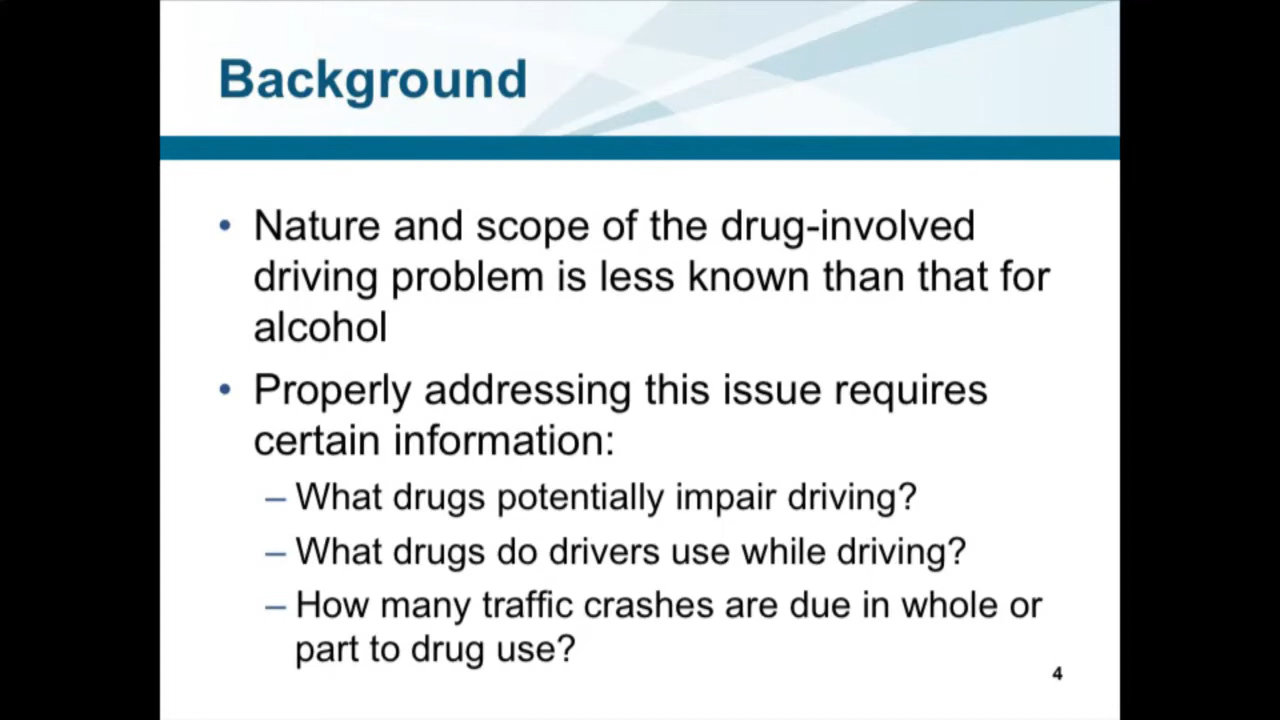 Background
• Nature and scope of the drug-involved
driving problem is less known than that for
alcohol
• Properly addressing this issue requires
certain information:
– What drugs potentially impair driving?
– What drugs do drivers use while driving?
– How many traffic crashes are due in whole or
part to drug use?
4